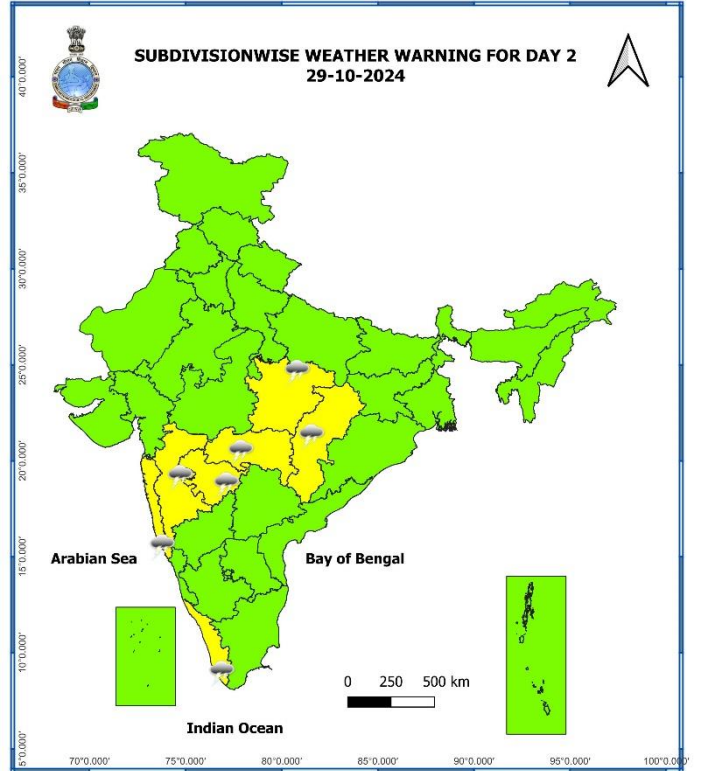 SUBDIVISIONWISE WEATHER WARNING FOR DAY 2
29-10-2024
40°0.000'
35°0.000'
30°0.000'
25°0.000'
20°0.000'
15°0.000'
10°0.000'
5°0.000'
Arabian Sea
Bay of Bengal
0 250 500 km
Indian Ocean
70°0.000' 75°0.000' 80°0.000' 85°0.000' 90°0.000' 95°0.000' 100°0.000'